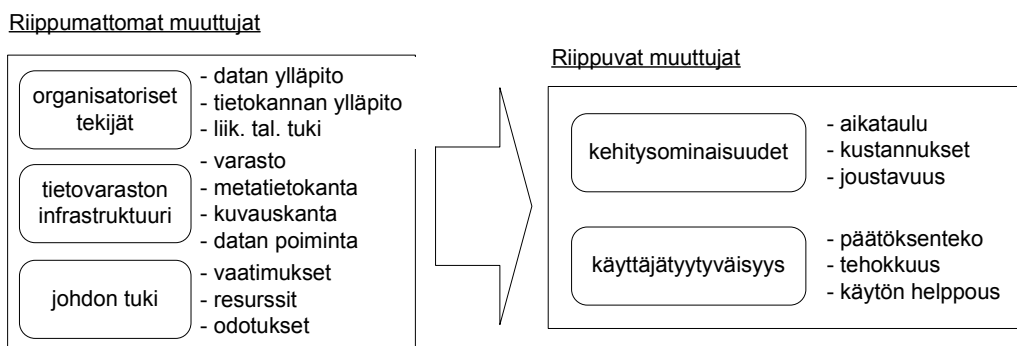 Riippumattomat muuttujat
organisatoriset
tekijät
- datan ylläpito
- tietokannan ylläpito
- liik. tal. tuki
tietovaraston
infrastruktuuri
- varasto
- metatietokanta
- kuvauskanta
- datan poiminta
johdon tuki
- vaatimukset
- resurssit
- odotukset
Riippuvat muuttujat
kehitysominaisuudet
- aikataulu
- kustannukset
- joustavuus
käyttäjätyytyväisyys
- päätöksenteko
- tehokkuus
- käytön helppous